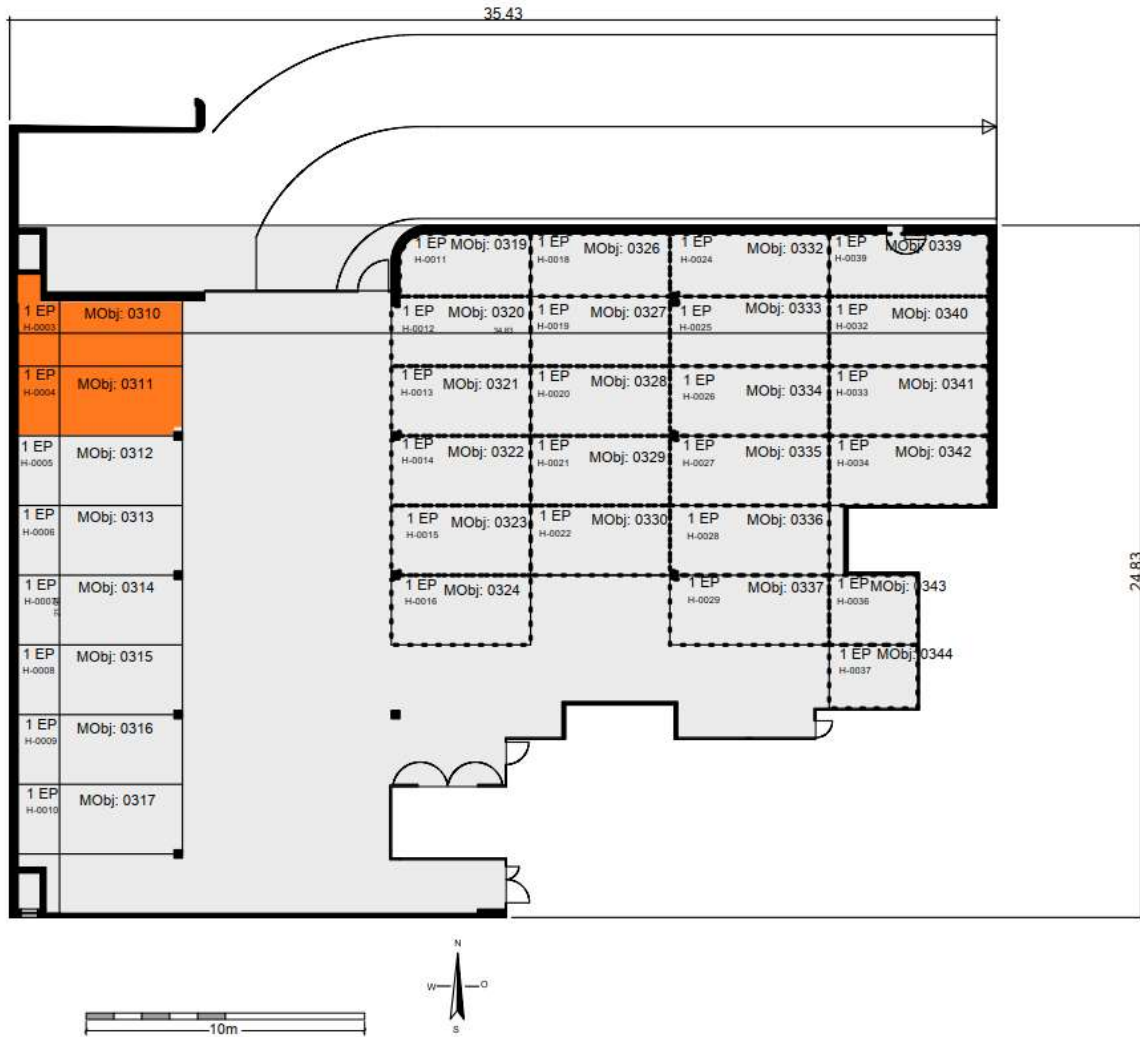 35.43
1 EP MObj: 0319
H-0011
1 EP MObj: 0326
H-0018
1 EP MObj: 0332
H-0024
1 EP MObj: 0339
H-0039
1 EP MObj: 0310
H-0003
1 EP MObj: 0320
H-0012
34.83
1 EP MObj: 0327
H-0019
1 EP MObj: 0333
H-0025
1 EP MObj: 0340
H-0032
1 EP MObj: 0311
H-0004
1 EP MObj: 0321
H-0013
1 EP MObj: 0328
H-0020
1 EP MObj: 0334
H-0026
1 EP MObj: 0341
H-0033
1 EP MObj: 0312
H-0005
1 EP MObj: 0322
H-0014
1 EP MObj: 0329
H-0021
1 EP MObj: 0335
H-0027
1 EP MObj: 0342
H-0034
1 EP MObj: 0313
H-0006
1 EP MObj: 0323
H-0015
1 EP MObj: 0330
H-0022
1 EP MObj: 0336
H-0028
1 EP MObj: 0314
H-0007
1 EP MObj: 0324
H-0016
1 EP MObj: 0337
H-0029
1 EP MObj: 0343
H-0036
24.83
1 EP MObj: 0315
H-0008
1 EP MObj: 0344
H-0037
1 EP MObj: 0316
H-0009
1 EP MObj: 0317
H-0010
N
W O
S
10m